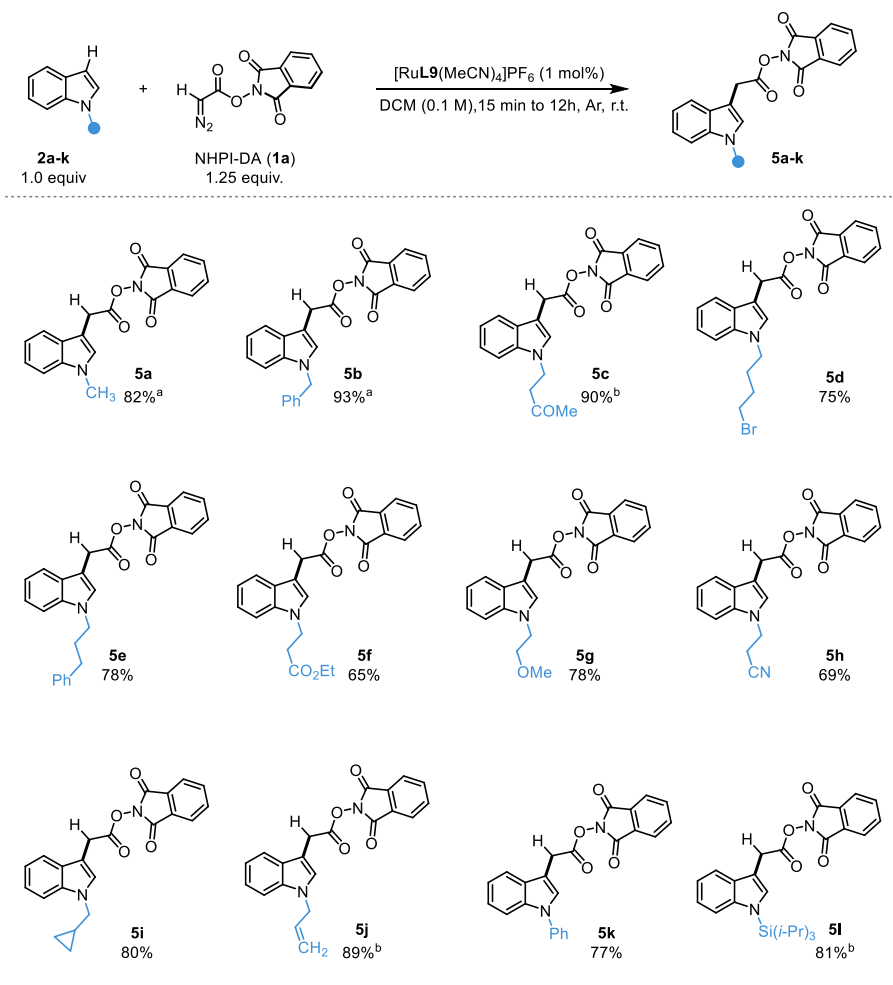 H
N
+
H
N2
O
O
N
O
O
[RuL9(MeCN)4]PF6 (1 mol%)
DCM (0.1 M),15 min to 12h, Ar, r.t.
H
O
O
N
O
O
N
2a-k
1.0 equiv
NHPI-DA (1a)
1.25 equiv.
5a-k
H
O
O
N
O
O
N
CH3
5a
82%a
H
O
O
N
O
O
N
Ph
5b
93%a
H
O
O
N
O
O
N
COMe
5c
90%b
H
O
O
N
O
O
N
Br
5d
75%
H
O
O
N
O
O
N
Ph
5e
78%
H
O
O
N
O
O
N
CO2Et
5f
65%
H
O
O
N
O
O
N
OMe
5g
78%
H
O
O
N
O
O
N
CN
5h
69%
H
O
O
N
O
O
N
5i
80%
H
O
O
N
O
O
N
CH2
5j
89%b
H
O
O
N
O
O
N
Ph
5k
77%
H
O
O
N
O
O
N
Si(i-Pr)3
5l
81%b